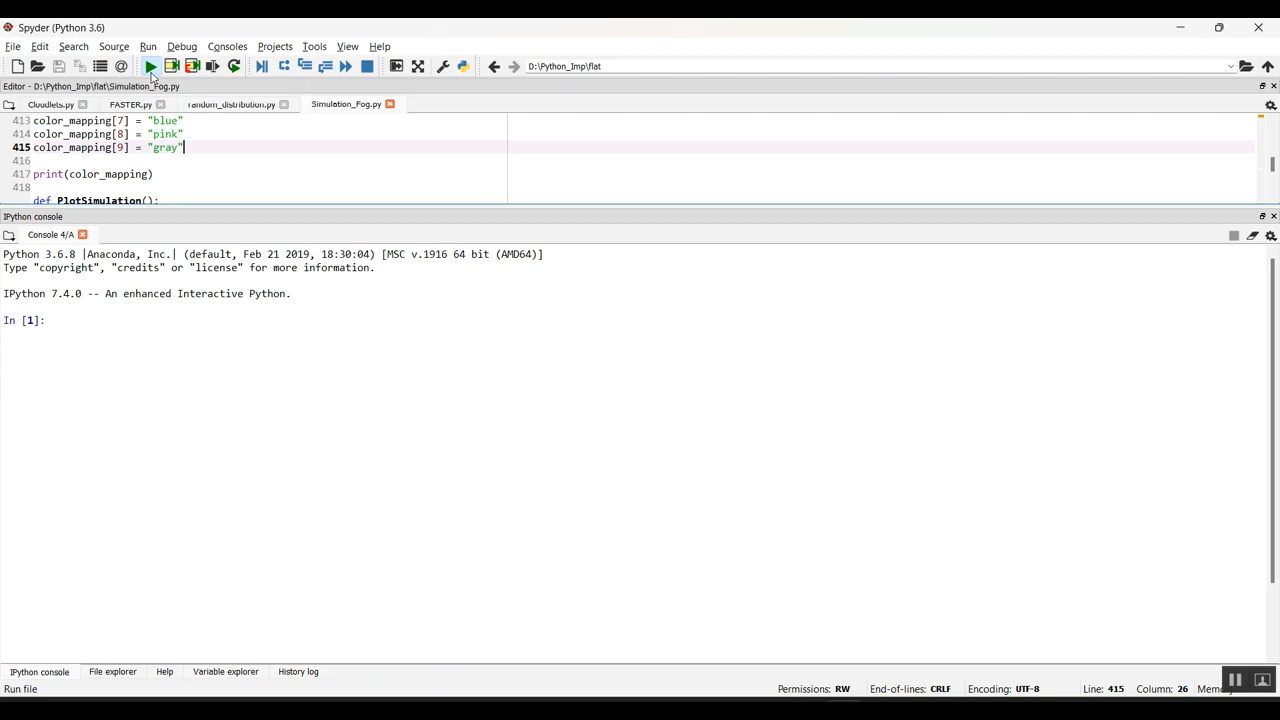 Spyder (Python 3.6)
File Edit Search Source Run Debug Consoles Projects Tools View Help
D:\Python_Imp\flat
Editor - D:\Python_Imp\flat\Simulation_Fog.py
Cloudlets.py FASTER.py random_distribution.py Simulation_Fog.py
413 color_mapping[7] = "blue"
414 color_mapping[8] = "pink"
415 color_mapping[9] = "gray"
416
417 print(color_mapping)
418
def PlotSimulation():
IPython console
Console 4/A
Python 3.6.8 |Anaconda, Inc.| (default, Feb 21 2019, 18:30:04) [MSC v.1916 64 bit (AMD64)]
Type "copyright", "credits" or "license" for more information.
IPython 7.4.0 -- An enhanced Interactive Python.
In [1]:
IPython console File explorer Help Variable explorer History log
Run file Permissions: RW End-of-lines: CRLF Encoding: UTF-8 Line: 415 Column: 26